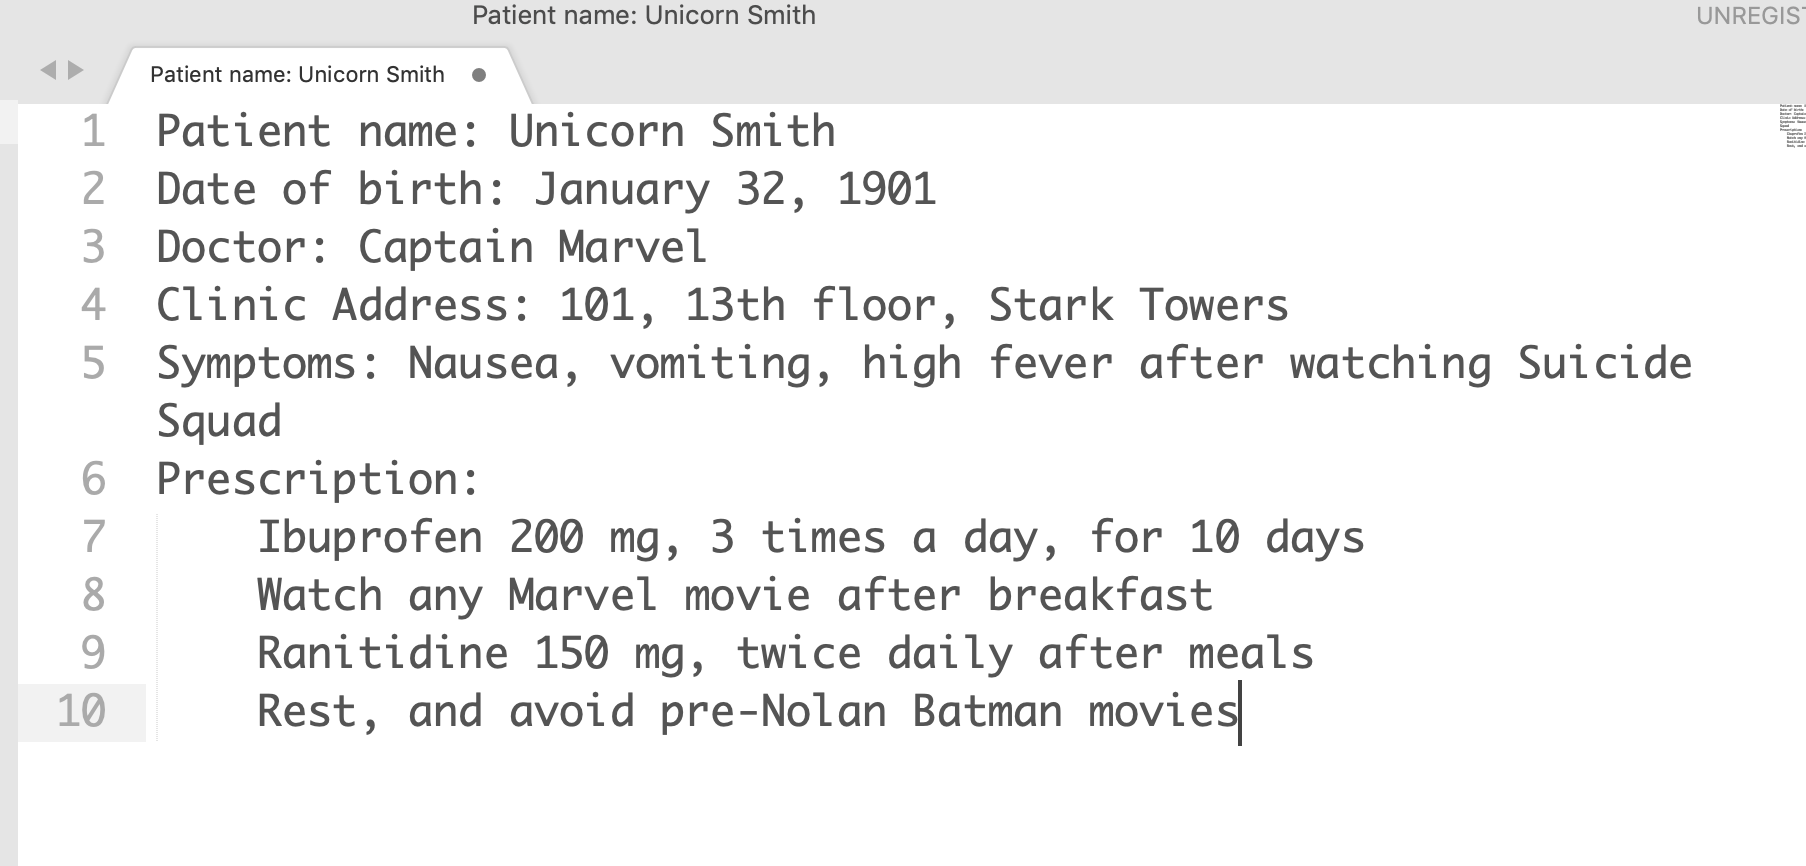 Patient name: Unicorn Smith
UNREGIST
Patient name: Unicorn Smith
1 Patient name: Unicorn Smith
2 Date of birth: January 32, 1901
3 Doctor: Captain Marvel
4 Clinic Address: 101, 13th floor, Stark Towers
5 Symptoms: Nausea, vomiting, high fever after watching Suicide
Squad
6 Prescription:
7 Ibuprofen 200 mg, 3 times a day, for 10 days
8 Watch any Marvel movie after breakfast
9 Ranitidine 150 mg, twice daily after meals
10 Rest, and avoid pre-Nolan Batman movies